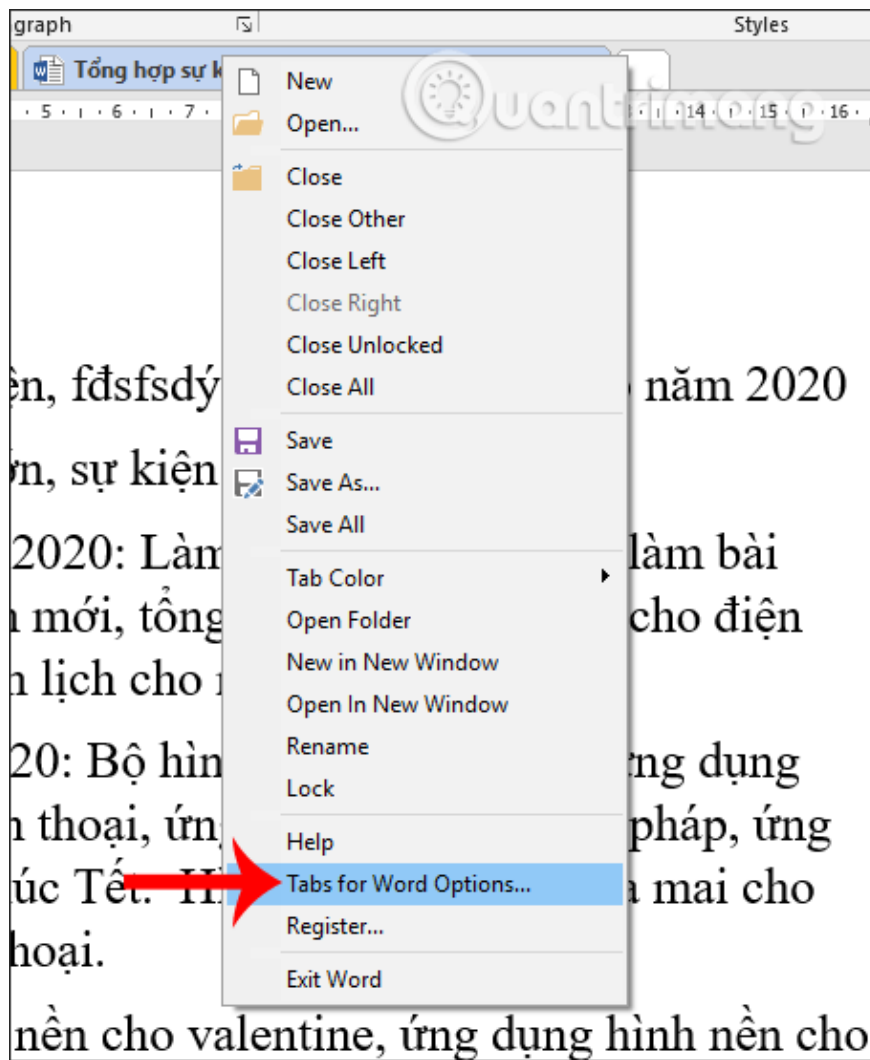 graph
Styles
Tổng hợp sự k
5 6 7 14 15 16
Quantrimang
New
Open...
Close
Close Other
Close Left
Close Right
Close Unlocked
Close All
Save
Save As...
Save All
Tab Color
Open Folder
New in New Window
Open In New Window
Rename
Lock
Help
Tabs for Word Options...
Register...
Exit Word
ện, fđsfsdý năm 2020
ớn, sự kiện
2020: Làm làm bài
mới, tổng cho điện
lịch cho
20: Bộ hìn ứng dụng
thoại, ứng pháp, ứng
úc Tết. Hì mai cho
hoại.
nền cho valentine, ứng dụng hình nền cho